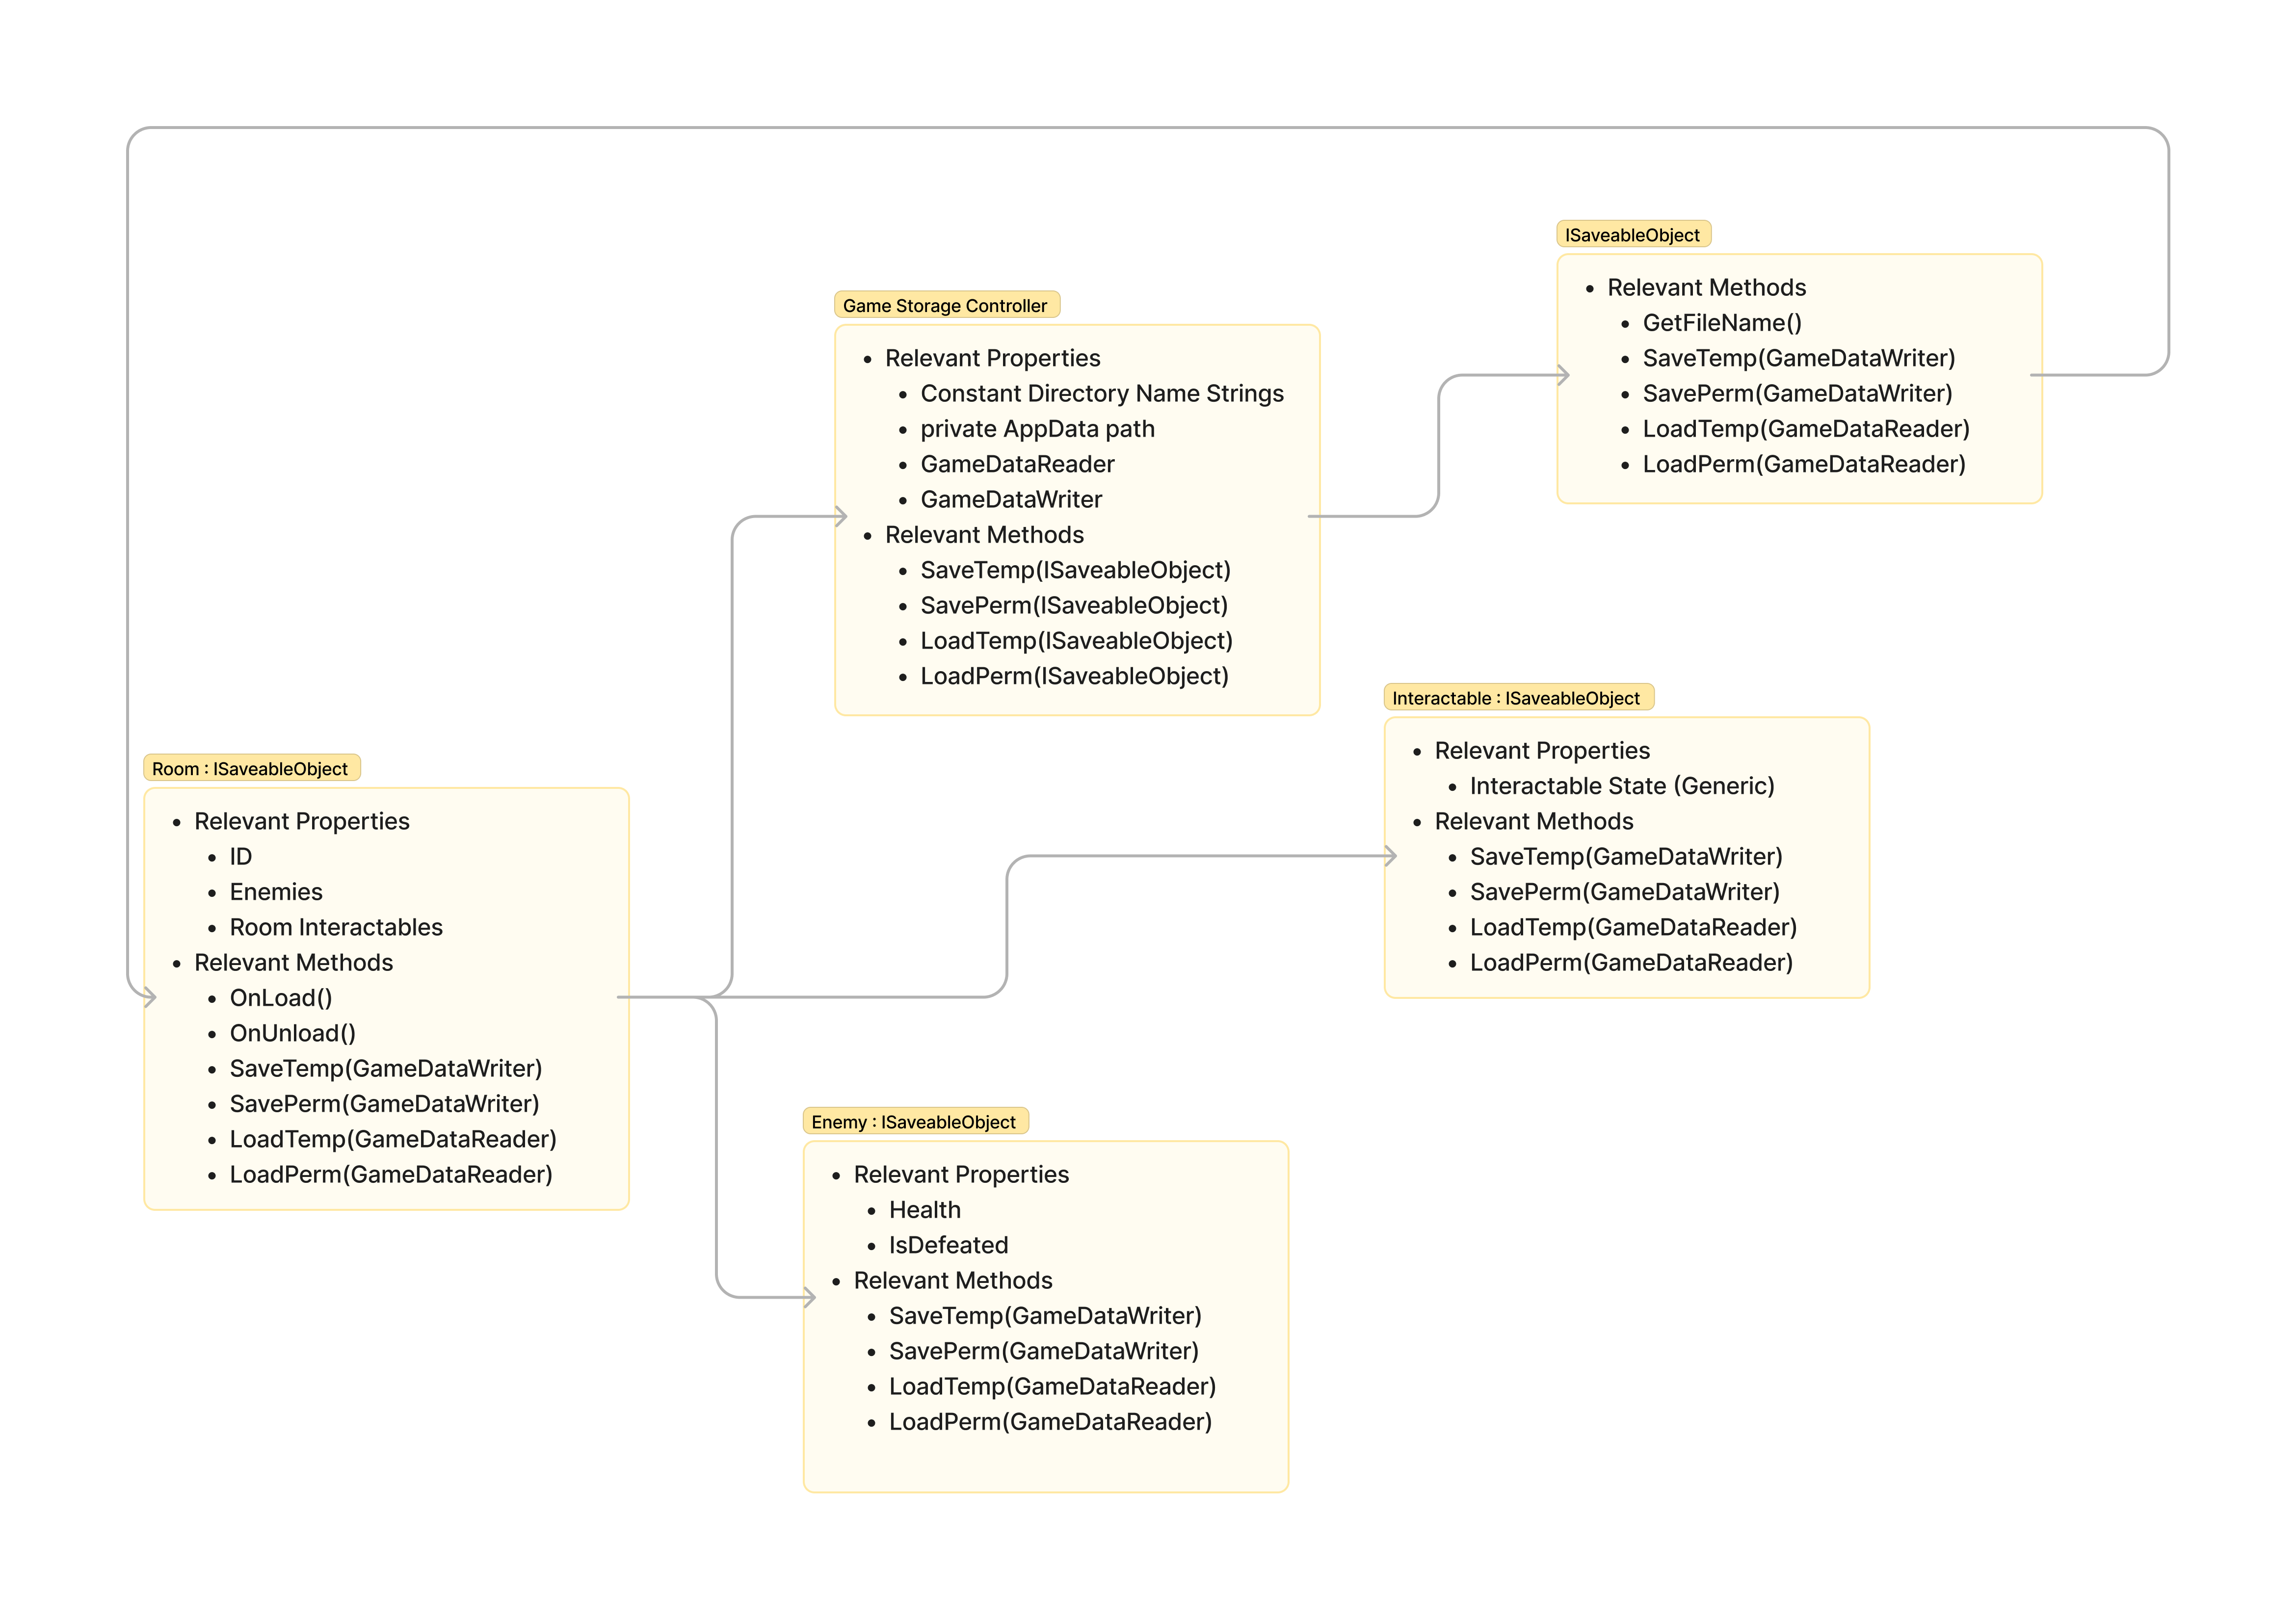 ISaveableObject
• Relevant Methods
• GetFileName()
• SaveTemp(GameDataWriter)
• SavePerm(GameDataWriter)
• LoadTemp(GameDataReader)
• LoadPerm(GameDataReader)
Game Storage Controller
• Relevant Properties
• Constant Directory Name Strings
• private AppData path
• GameDataReader
• GameDataWriter
• Relevant Methods
• SaveTemp(ISaveableObject)
• SavePerm(ISaveableObject)
• LoadTemp(ISaveableObject)
• LoadPerm(ISaveableObject)
Interactable : ISaveableObject
• Relevant Properties
• Interactable State (Generic)
• Relevant Methods
• SaveTemp(GameDataWriter)
• SavePerm(GameDataWriter)
• LoadTemp(GameDataReader)
• LoadPerm(GameDataReader)
Room : ISaveableObject
• Relevant Properties
• ID
• Enemies
• Room Interactables
• Relevant Methods
• OnLoad()
• OnUnload()
• SaveTemp(GameDataWriter)
• SavePerm(GameDataWriter)
• LoadTemp(GameDataReader)
• LoadPerm(GameDataReader)
Enemy : ISaveableObject
• Relevant Properties
• Health
• IsDefeated
• Relevant Methods
• SaveTemp(GameDataWriter)
• SavePerm(GameDataWriter)
• LoadTemp(GameDataReader)
• LoadPerm(GameDataReader)